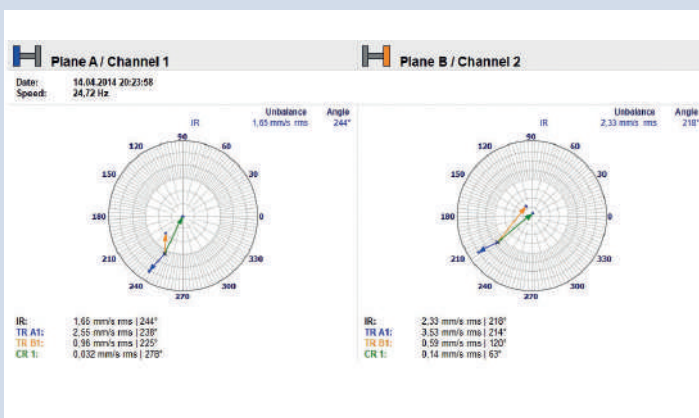 Plane A / Channel 1
Date: 14.04.2014 20:23:58
Speed: 24,72 Hz
Unbalance Angle
IR 1,65 mm/s rms 244°
90
120 60
150 30
180 0
210 330
240 300
270
IR: 1,65 mm/s rms | 244°
TR A1: 2,55 mm/s rms | 238°
TR B1: 0,96 mm/s rms | 225°
CR 1: 0,032 mm/s rms | 278°
Plane B / Channel 2
Unbalance Angle
IR 2,33 mm/s rms 218°
90
120 60
150 30
180 0
210 330
240 300
270
IR: 2,33 mm/s rms | 218°
TR A1: 3,53 mm/s rms | 214°
TR B1: 0,59 mm/s rms | 120°
CR 1: 0,14 mm/s rms | 63°